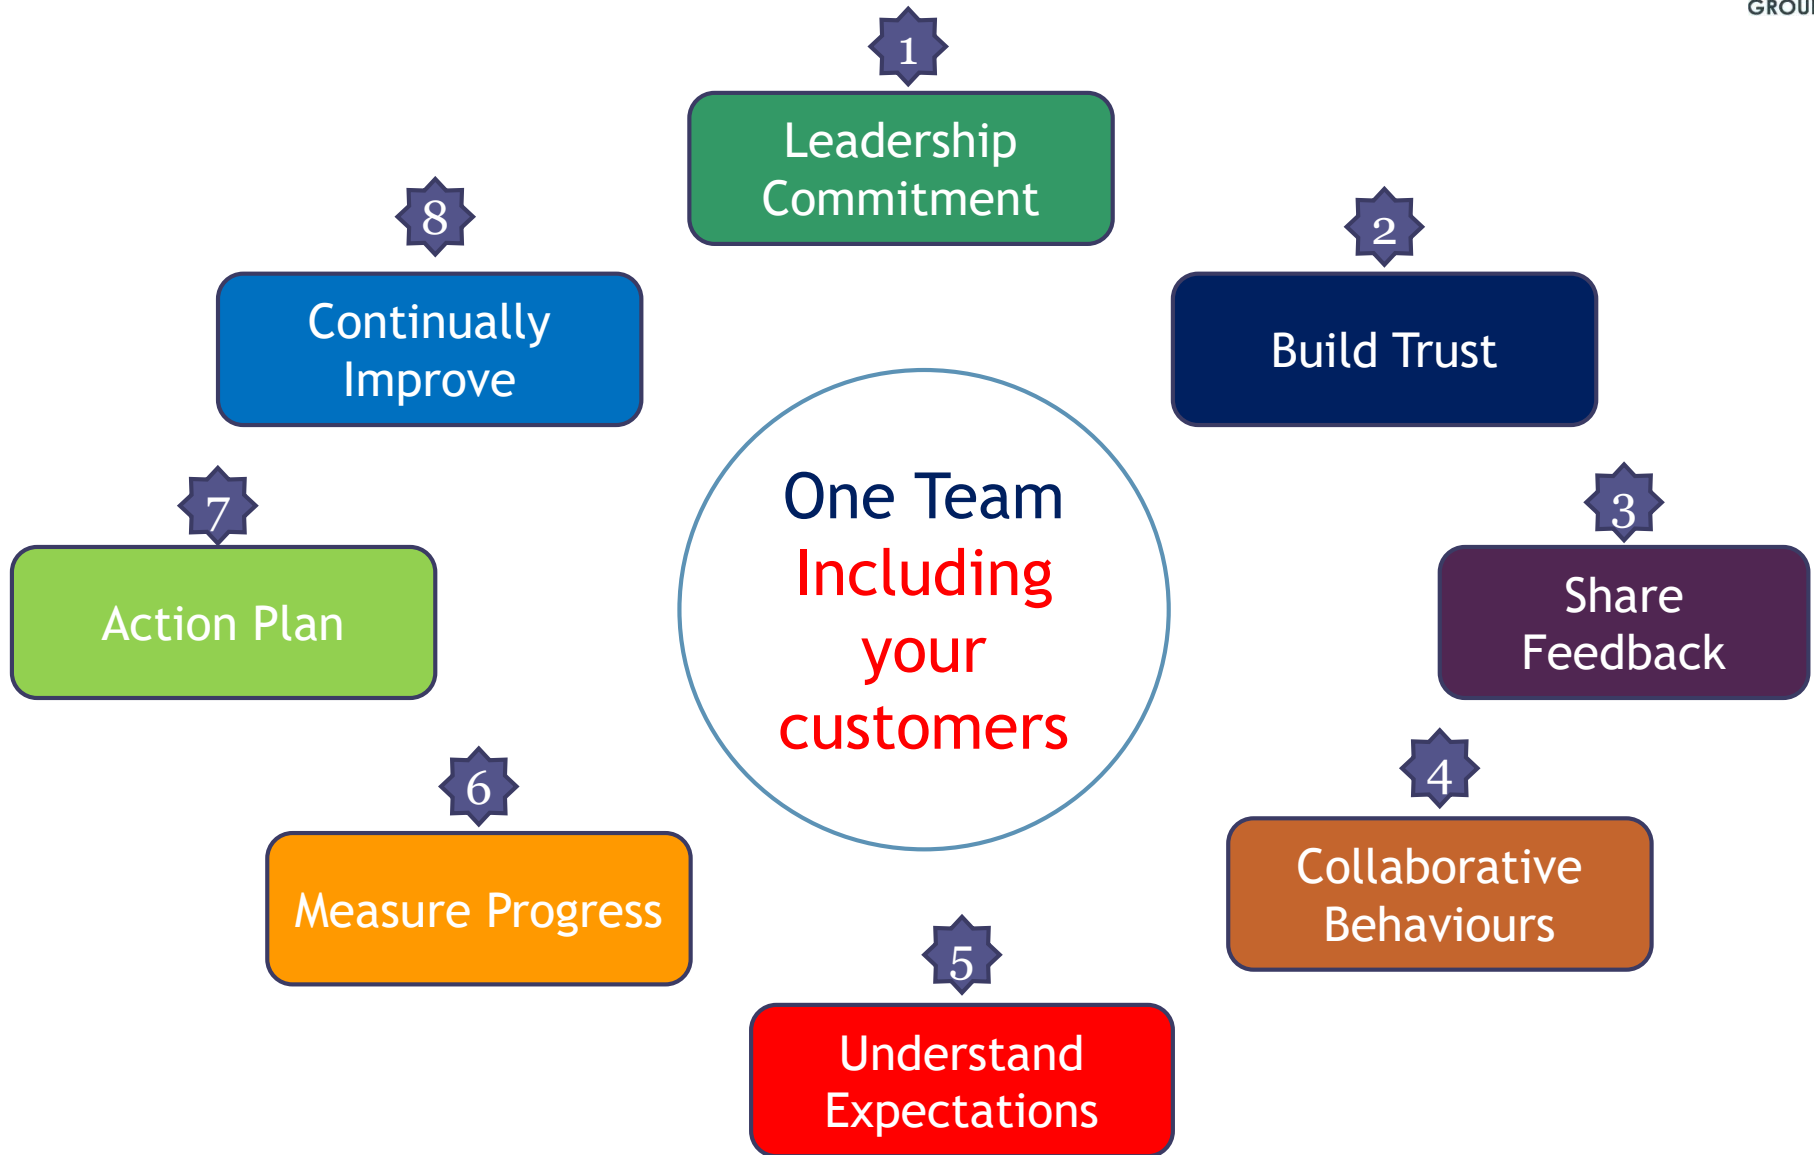 GROUP
1
Leadership
Commitment
2
Build Trust
3
Share
Feedback
4
Collaborative
Behaviours
5
Understand
Expectations
6
Measure Progress
7
Action Plan
8
Continually
Improve
One Team
Including
your
customers